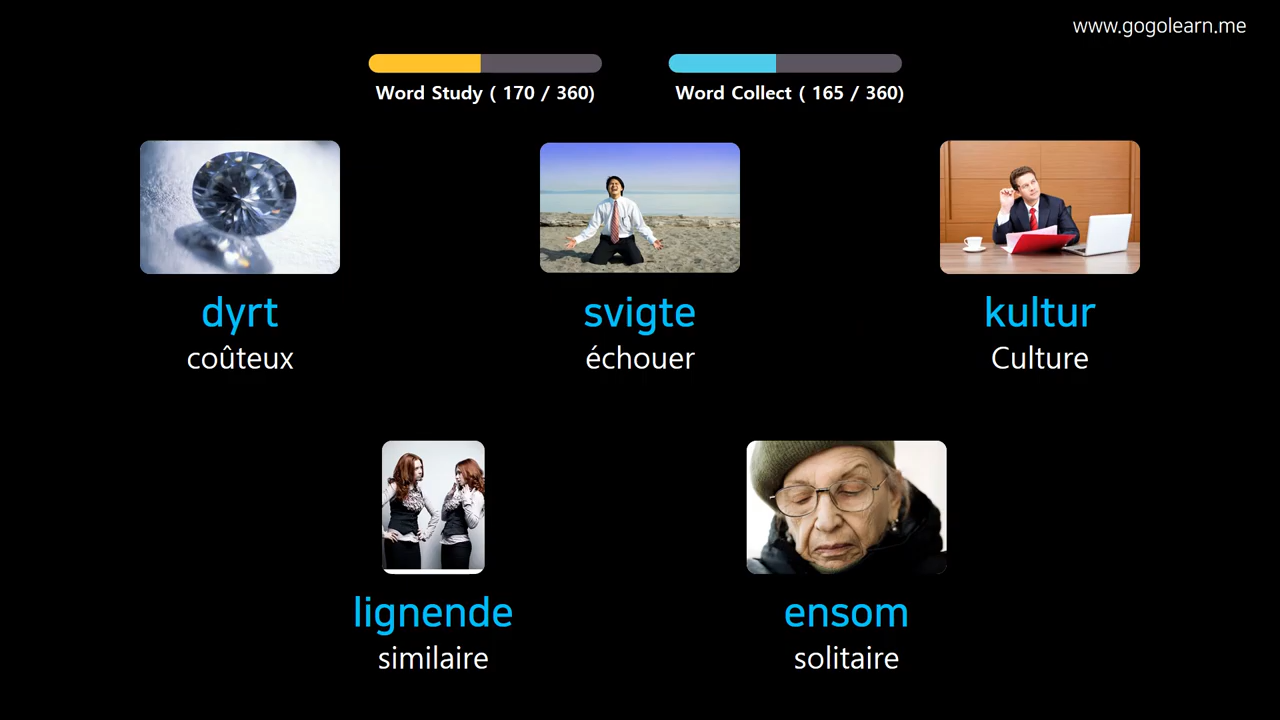 www.gogolearn.me
Word Study ( 170 / 360)
Word Collect ( 165 / 360)
dyrt
coûteux
svigte
échouer
kultur
Culture
lignende
similaire
ensom
solitaire